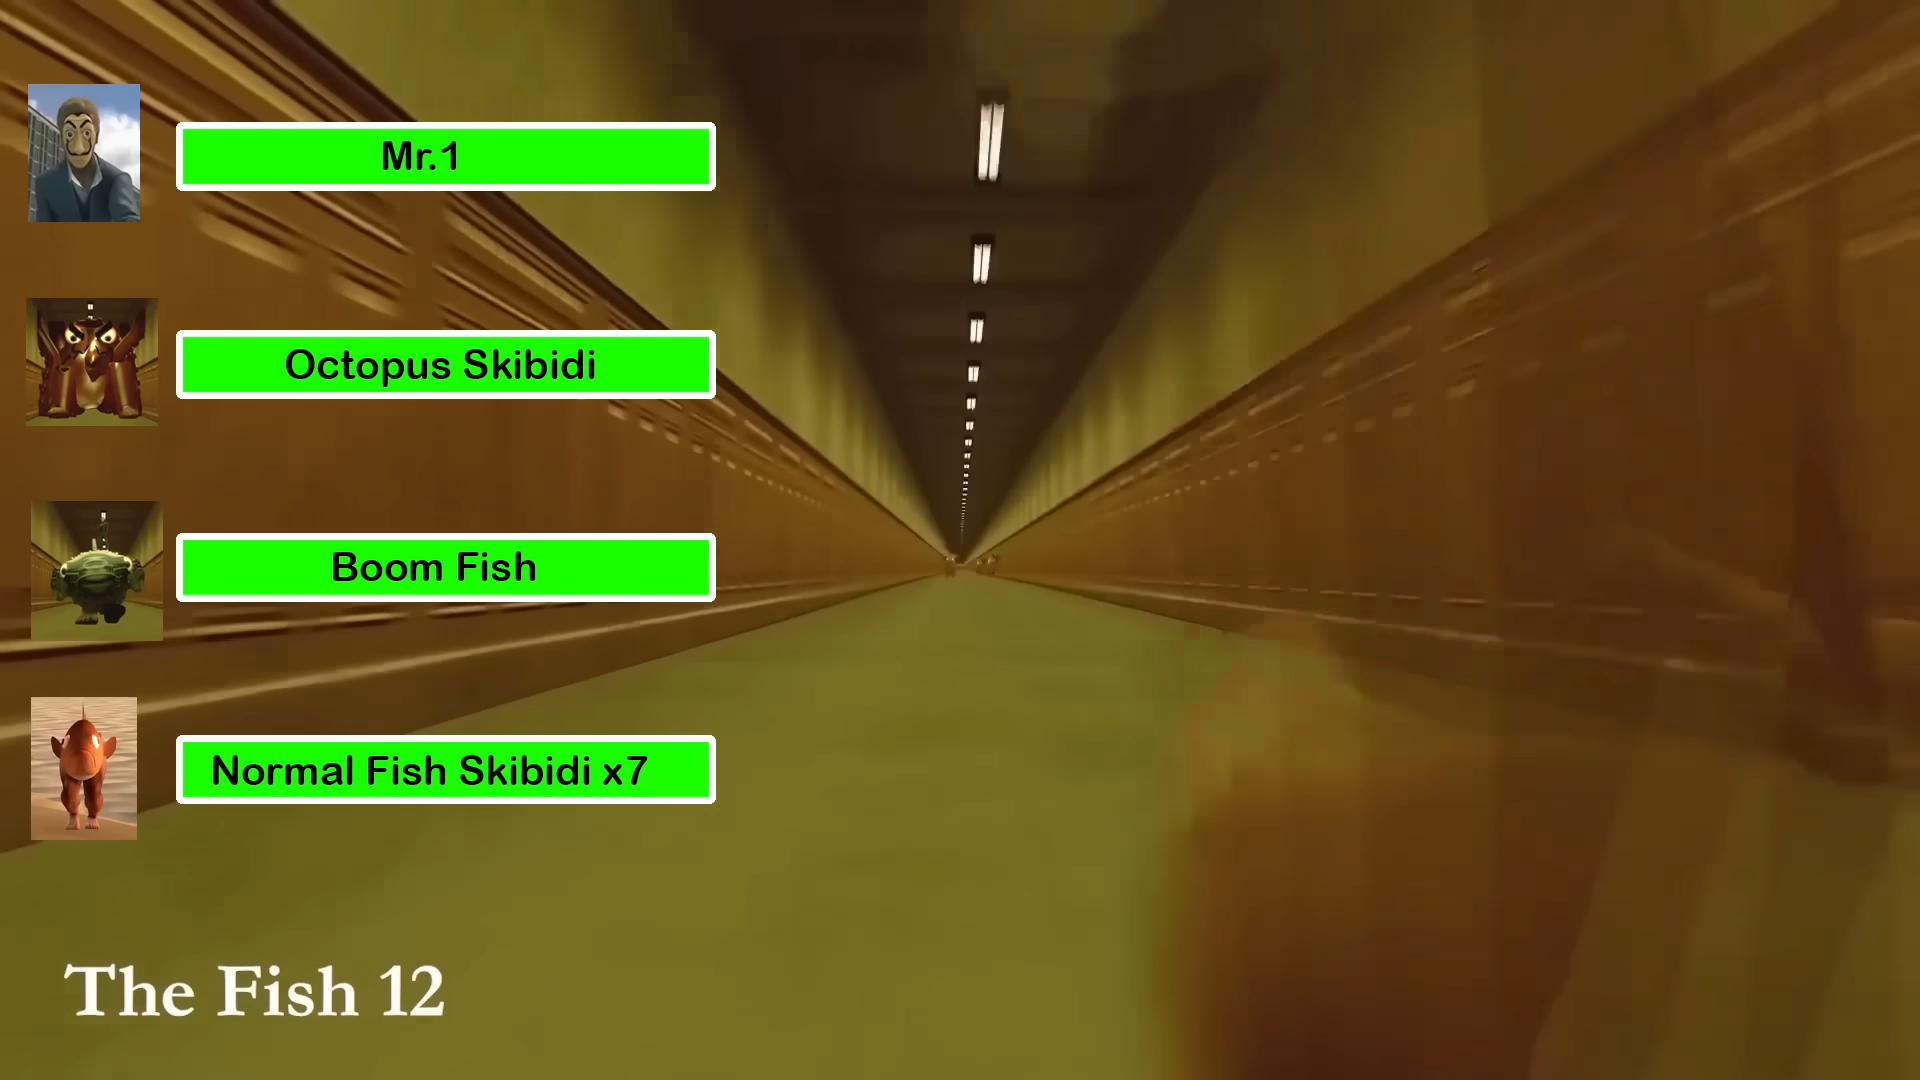 Mr.1
Octopus Skibidi
Boom Fish
Normal Fish Skibidi x7
The Fish 12